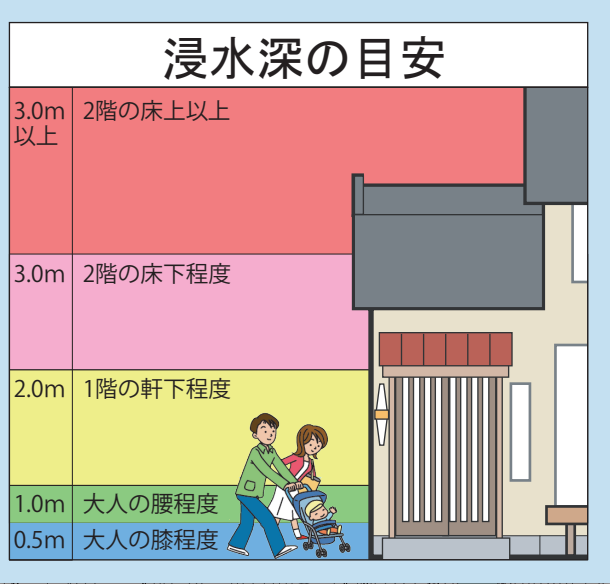 浸水深の目安
3.0m
以上
2階の床上以上
3.0m 2階の床下程度
2.0m 1階の軒下程度
1.0m 大人の腰程度
0.5m 大人の膝程度